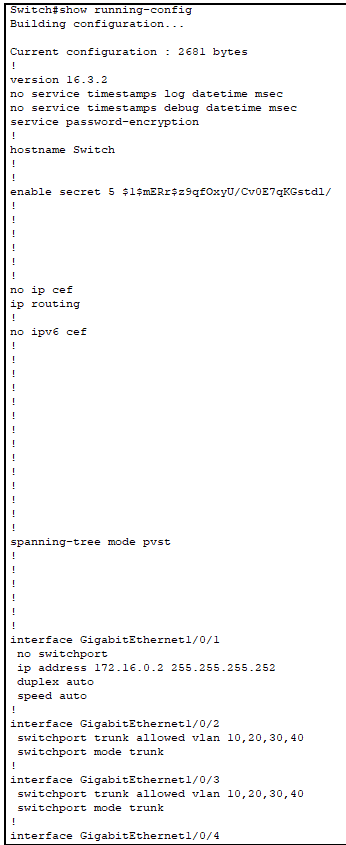 Switch#show running-config
Building configuration...
Current configuration : 2681 bytes
!
version 16.3.2
no service timestamps log datetime msec
no service timestamps debug datetime msec
service password-encryption
!
hostname Switch
!
!
enable secret 5 $1$mERr$z9qfOxyU/Cv0E7qKGstdl/
!
!
!
!
!
!
no ip cef
ip routing
!
no ipv6 cef
!
!
!
!
!
!
!
!
!
!
!
!
!
!
spanning-tree mode pvst
!
!
!
!
!
!
interface GigabitEthernet1/0/1
no switchport
ip address 172.16.0.2 255.255.255.252
duplex auto
speed auto
!
interface GigabitEthernet1/0/2
switchport trunk allowed vlan 10,20,30,40
switchport mode trunk
!
interface GigabitEthernet1/0/3
switchport trunk allowed vlan 10,20,30,40
switchport mode trunk
!
interface GigabitEthernet1/0/4